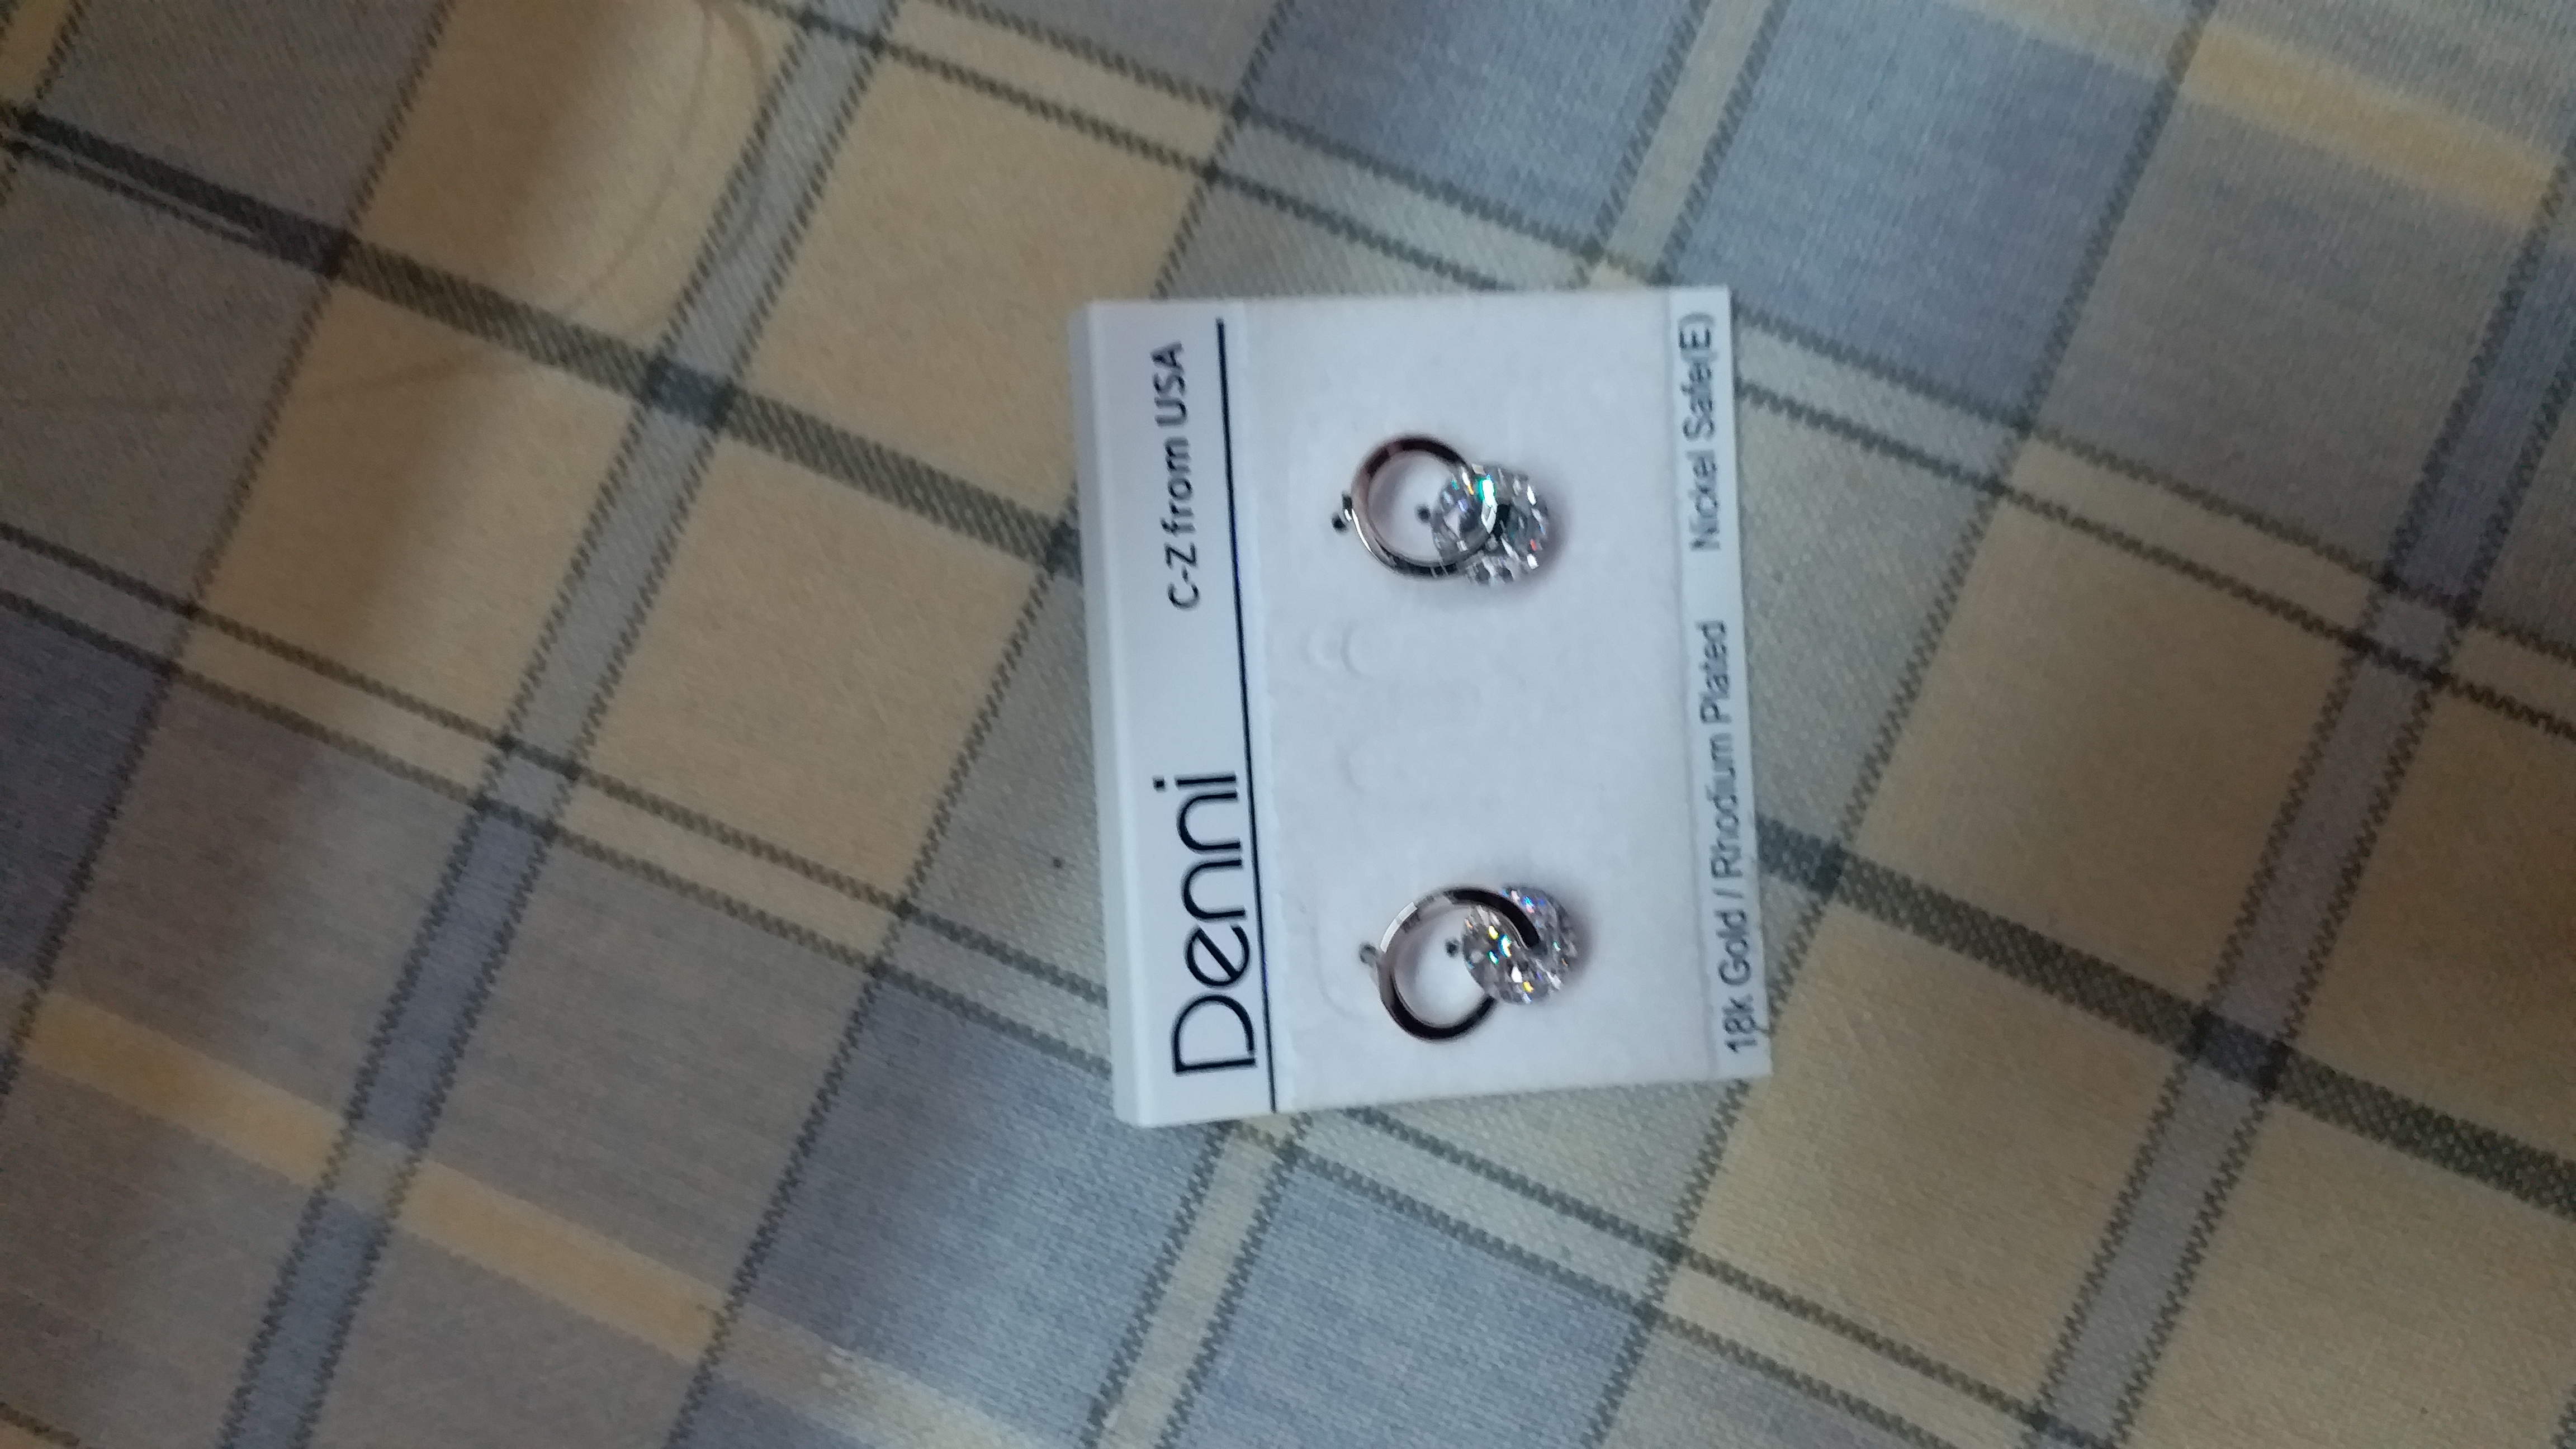 Denni C-Z from USA
18k Gold / Rhodium Plated Nickel Safe(E)